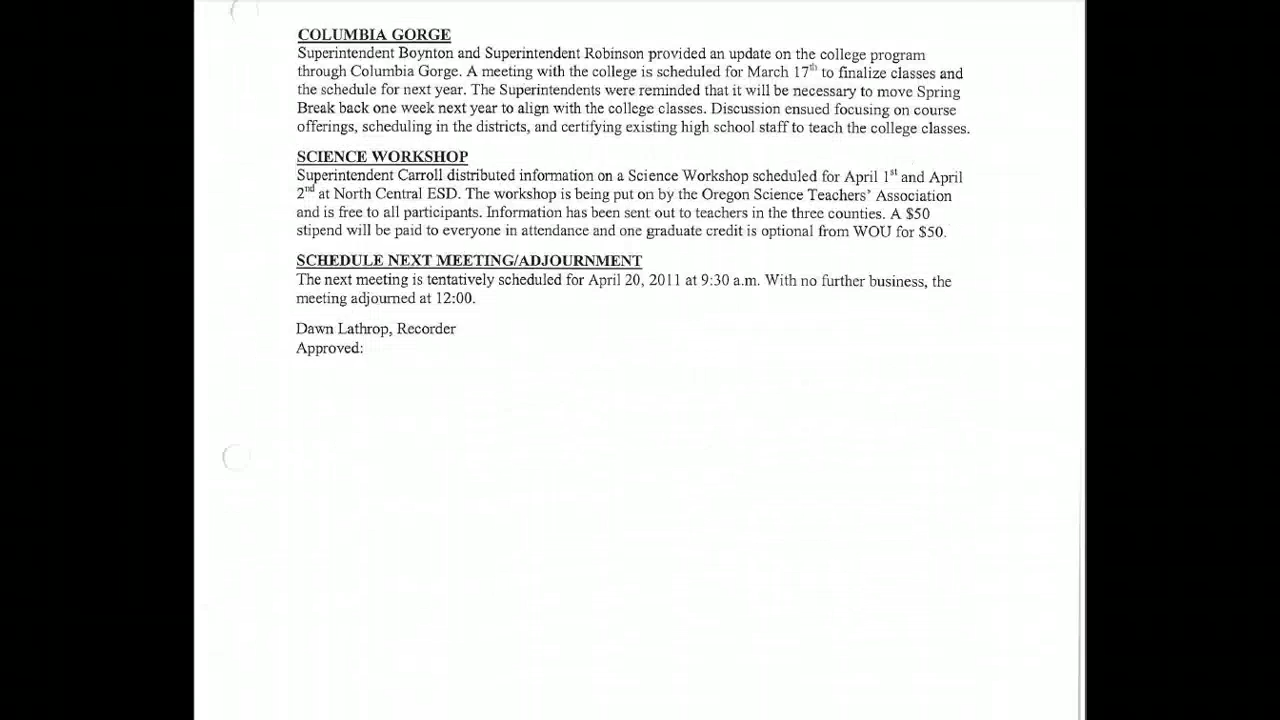 COLUMBIA GORGE
Superintendent Boynton and Superintendent Robinson provided an update on the college program
through Columbia Gorge. A meeting with the college is scheduled for March 17th to finalize classes and
the schedule for next year. The Superintendents were reminded that it will be necessary to move Spring
Break back one week next year to align with the college classes. Discussion ensued focusing on course
offerings, scheduling in the districts, and certifying existing high school staff to teach the college classes.
SCIENCE WORKSHOP
Superintendent Carroll distributed information on a Science Workshop scheduled for April 1st and April
2nd at North Central ESD. The workshop is being put on by the Oregon Science Teachers' Association
and is free to all participants. Information has been sent out to teachers in the three counties. A $50
stipend will be paid to everyone in attendance and one graduate credit is optional from WOU for $50.
SCHEDULE NEXT MEETING/ADJOURNMENT
The next meeting is tentatively scheduled for April 20, 2011 at 9:30 a.m. With no further business, the
meeting adjourned at 12:00.
Dawn Lathrop, Recorder
Approved: